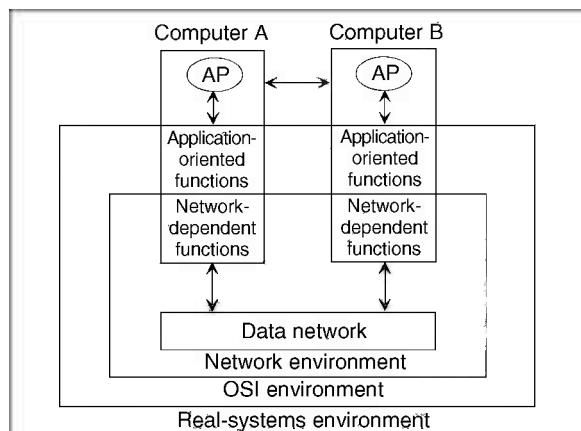 Computer A
Computer B
AP
AP
Application-
oriented
functions
Application-
oriented
functions
Network-
dependent
functions
Network-
dependent
functions
Data network
Network environment
OSI environment
Real-systems environment